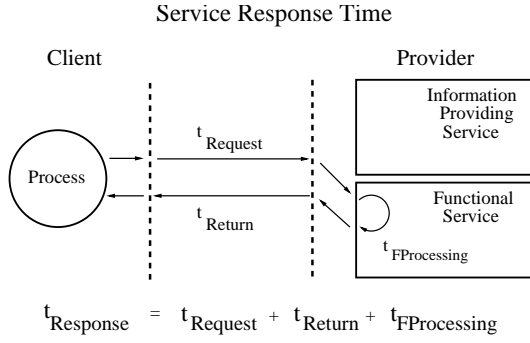 Service Response Time
Client
Provider
Information
Providing
Service
t Request
Process
Functional
Service
t Return
t FProcessing
t Response = t Request + t Return + t FProcessing